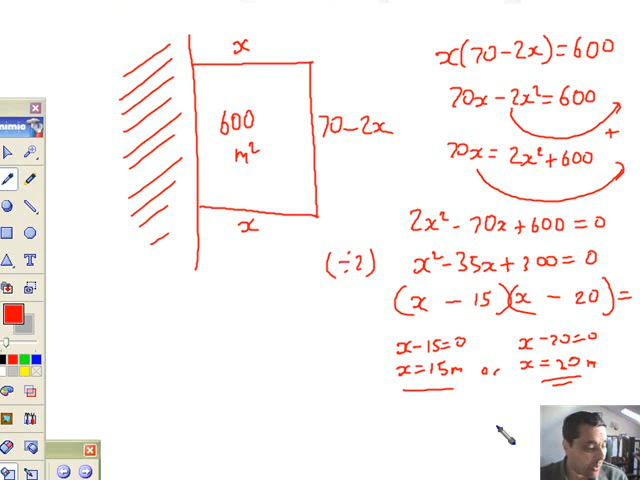 x
600
m²
70-2x
x
x(70-2x)=600
70x-2x²=600
+
70x=2x²+600
2x²-70x+600=0
(÷2) x²-35x+300=0
(x-15)(x-20)=
x-15=0 x-20=0
x=15m or x=20m
mimio
T